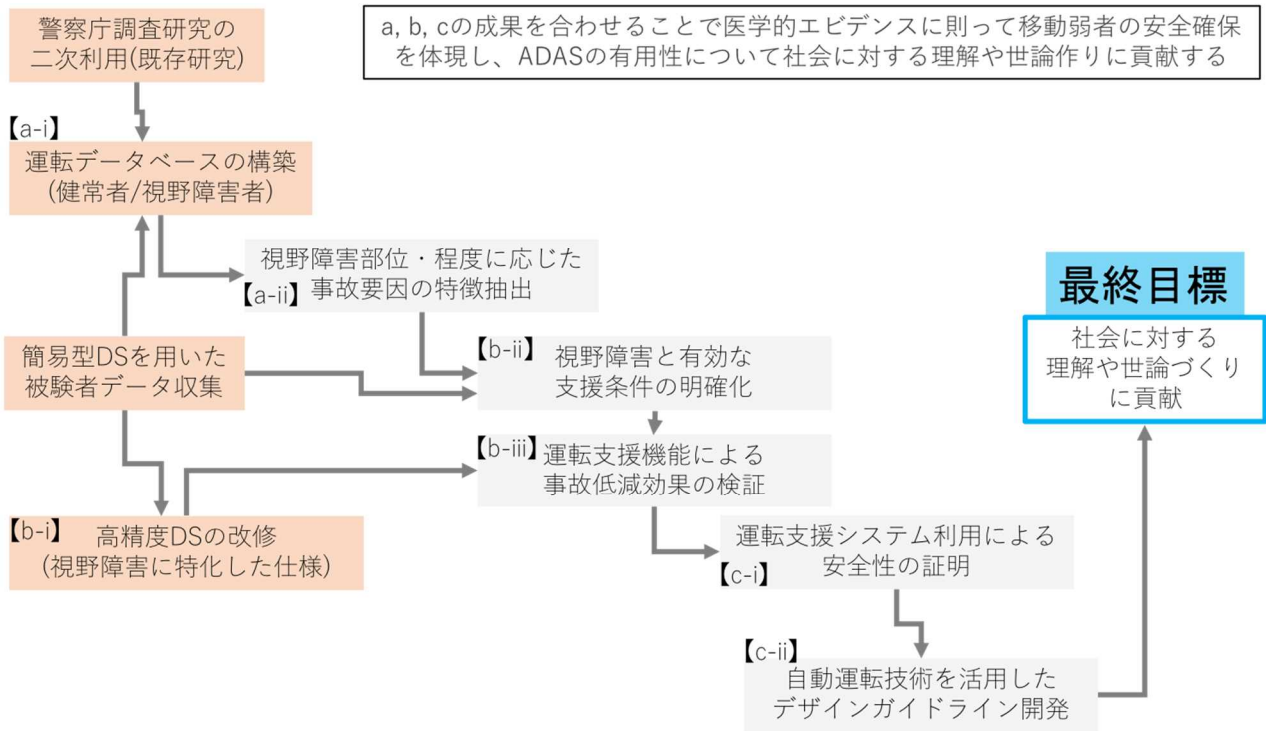 警察庁調査研究の
二次利用(既存研究)
a, b, cの成果を合わせることで医学的エビデンスに則って移動弱者の安全確保
を体現し、ADASの有用性について社会に対する理解や世論作りに貢献する
【a-i】
運転データベースの構築
(健常者/視野障害者)
視野障害部位・程度に応じた
事故要因の特徴抽出
【a-ii】
簡易型DSを用いた
被験者データ収集
【b-ii】
視野障害と有効な
支援条件の明確化
【b-iii】
運転支援機能による
事故低減効果の検証
【b-i】
高精度DSの改修
(視野障害に特化した仕様)
運転支援システム利用による
安全性の証明
【c-i】
【c-ii】
自動運転技術を活用した
デザインガイドライン開発
最終目標
社会に対する
理解や世論づくり
に貢献